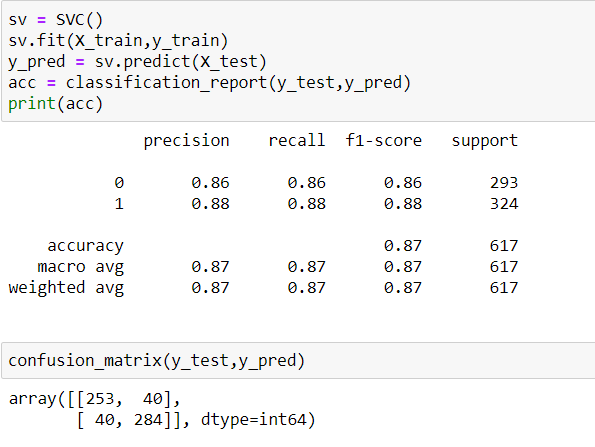 sv = SVC()
sv.fit(X_train,y_train)
y_pred = sv.predict(X_test)
acc = classification_report(y_test,y_pred)
print(acc)
precision recall f1-score support
0 0.86 0.86 0.86 293
1 0.88 0.88 0.88 324
accuracy 0.87 617
macro avg 0.87 0.87 0.87 617
weighted avg 0.87 0.87 0.87 617
confusion_matrix(y_test,y_pred)
array([[253, 40],
[ 40, 284]], dtype=int64)